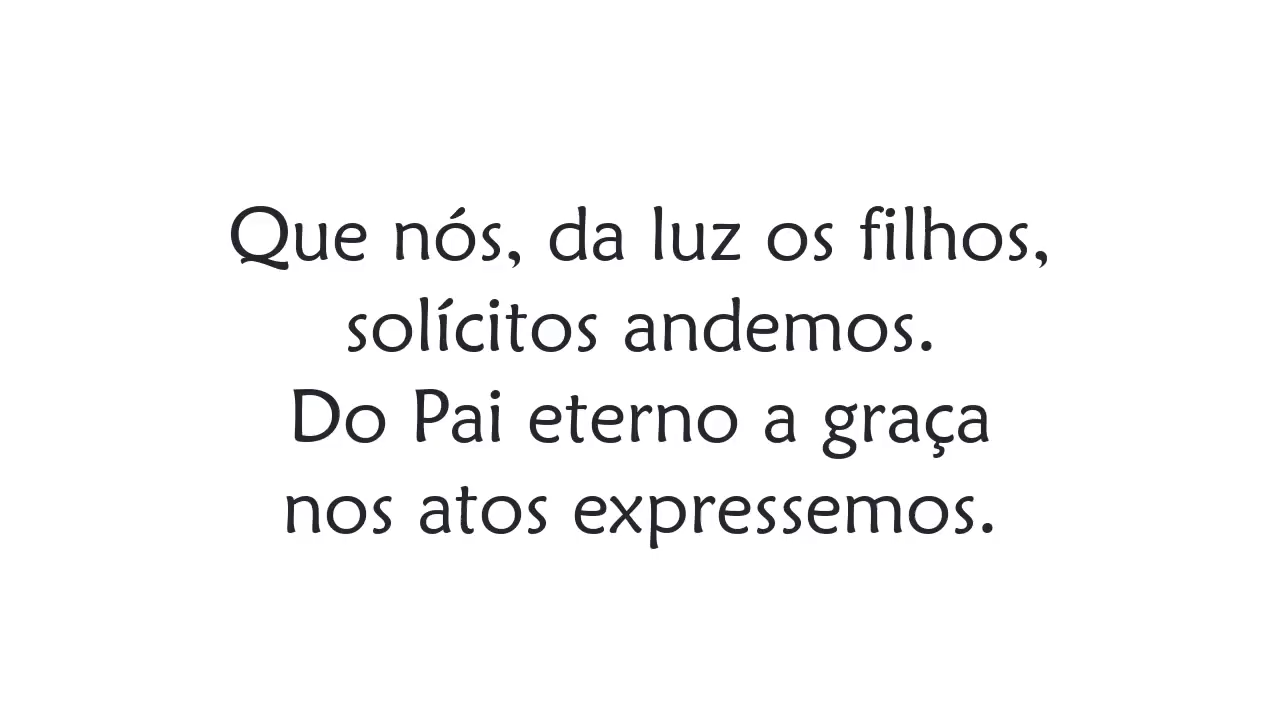 Que nós, da luz os filhos,
solícitos andemos.
Do Pai eterno a graça
nos atos expressemos.